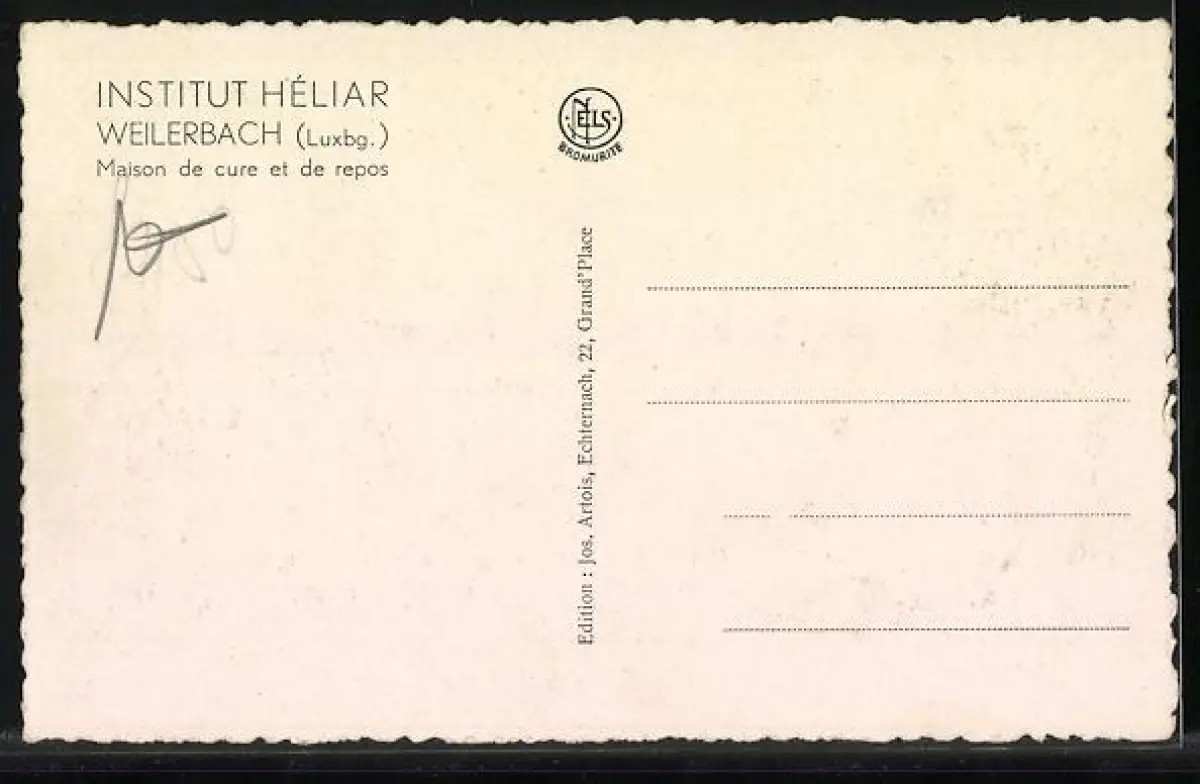 INSTITUT HÉLIAR
WEILERBACH (Luxbg.)
Maison de cure et de repos
NELS
BROMURITE
Edition : Jos. Artois, Echternach, 22, Grand'Place